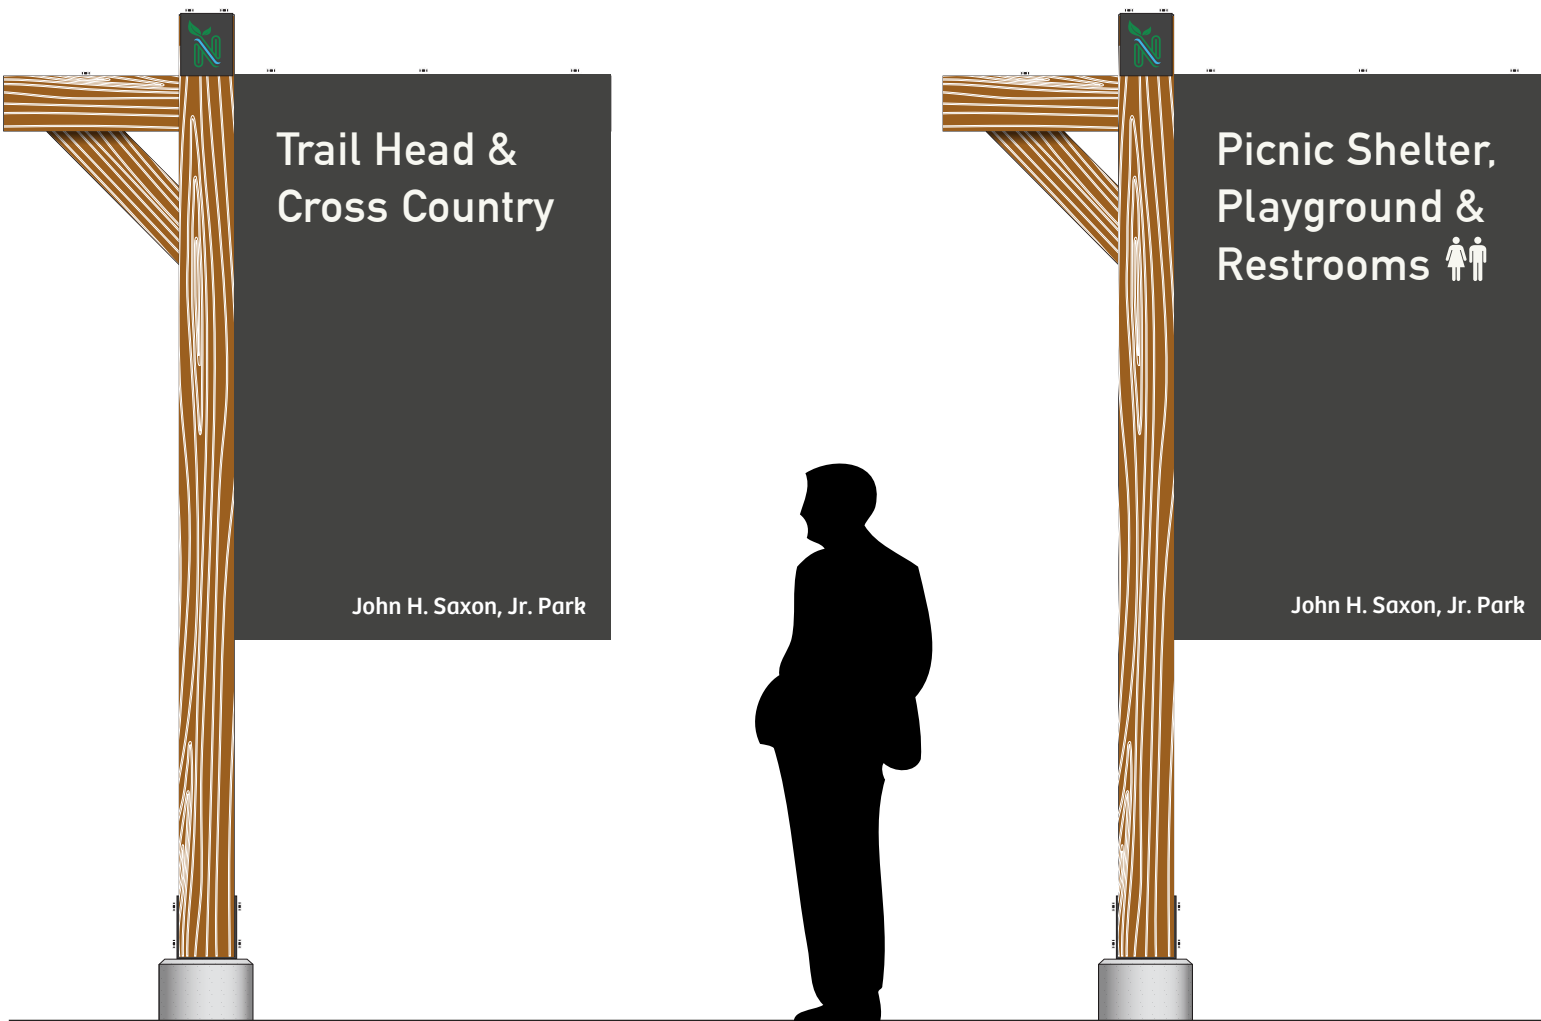 Trail Head &
Cross Country
John H. Saxon, Jr. Park
Picnic Shelter,
Playground &
Restrooms
John H. Saxon, Jr. Park